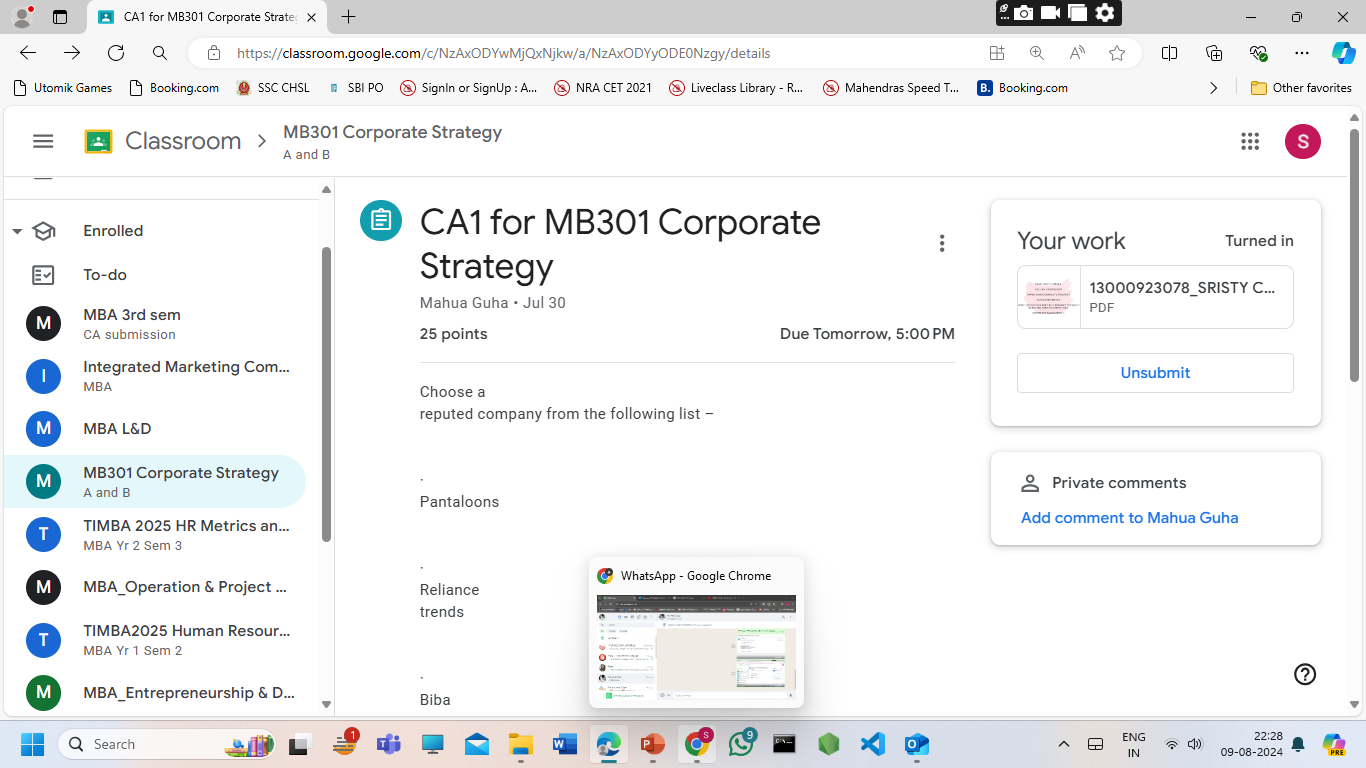 CA1 for MB301 Corporate Strate
https://classroom.google.com/c/NzAxODYwMjQxNjkw/a/NzAxODYyODE0Nzgy/details
Utomik Games
Booking.com
SSC CHSL
SBI PO
SignIn or SignUp : A...
NRA CET 2021
Liveclass Library - R...
Mahendras Speed T...
B.
Booking.com
Other favorites
Classroom
MB301 Corporate Strategy
A and B
S
Enrolled
To-do
M
MBA 3rd sem
CA submission
I
Integrated Marketing Com...
MBA
M
MBA L&D
M
MB301 Corporate Strategy
A and B
T
TIMBA 2025 HR Metrics an...
MBA Yr 2 Sem 3
M
MBA_Operation & Project ...
T
TIMBA2025 Human Resour...
MBA Yr 1 Sem 2
M
MBA_Entrepreneurship & D...
CA1 for MB301 Corporate
Strategy
Mahua Guha • Jul 30
25 points
Due Tomorrow, 5:00 PM
Choose a
reputed company from the following list –
·
Pantaloons
·
Reliance
trends
·
Biba
Your work
Turned in
13000923078_SRISTY C...
PDF
Unsubmit
Private comments
Add comment to Mahua Guha
WhatsApp - Google Chrome
Search
1
S
9
ENG
IN
22:28
09-08-2024
PRE